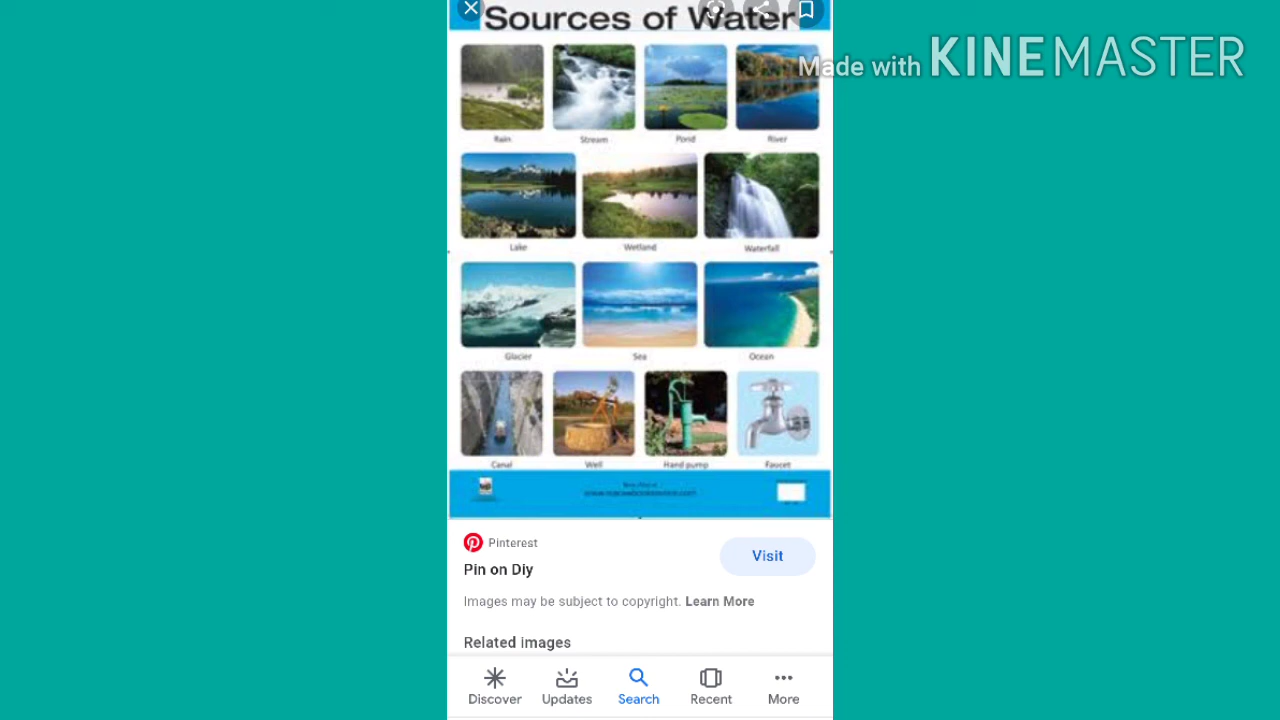 Sources of Water
Made with KINEMASTER
Rain Stream Pond River
Lake Wetland Waterfall
Glacier Sea Ocean
Canal Well Hand pump Faucet
Pinterest
Pin on Diy
Visit
Images may be subject to copyright. Learn More
Related images
Discover Updates Search Recent More